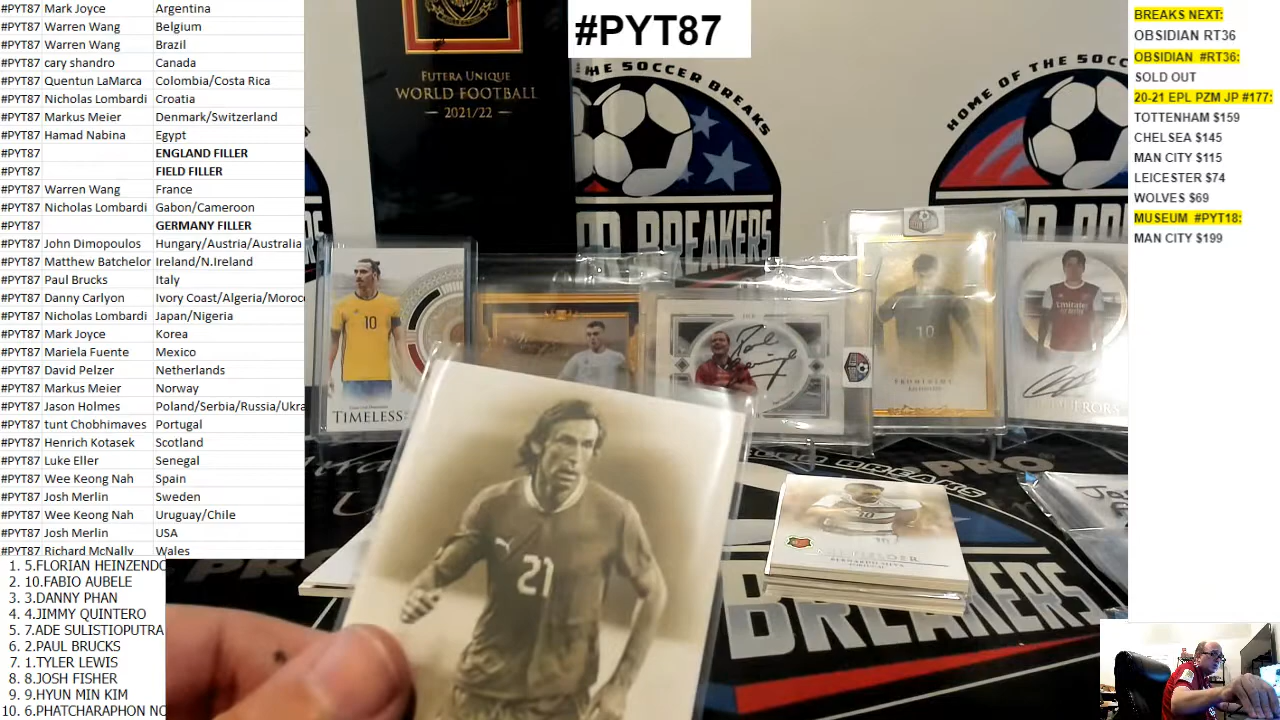 #PYT87 Mark Joyce Argentina
#PYT87 Warren Wang Belgium
#PYT87 Warren Wang Brazil
#PYT87 cary shandro Canada
#PYT87 Quentun LaMarca Colombia/Costa Rica
#PYT87 Nicholas Lombardi Croatia
#PYT87 Markus Meier Denmark/Switzerland
#PYT87 Hamad Nabina Egypt
#PYT87 ENGLAND FILLER
#PYT87 FIELD FILLER
#PYT87 Warren Wang France
#PYT87 Nicholas Lombardi Gabon/Cameroon
#PYT87 GERMANY FILLER
#PYT87 John Dimopoulos Hungary/Austria/Australia
#PYT87 Matthew Batchelor Ireland/N.Ireland
#PYT87 Paul Brucks Italy
#PYT87 Danny Carlyon Ivory Coast/Algeria/Moroc
#PYT87 Nicholas Lombardi Japan/Nigeria
#PYT87 Mark Joyce Korea
#PYT87 Mariela Fuente Mexico
#PYT87 David Pelzer Netherlands
#PYT87 Markus Meier Norway
#PYT87 Jason Holmes Poland/Serbia/Russia/Ukra
#PYT87 tunt Chobhimaves Portugal
#PYT87 Henrich Kotasek Scotland
#PYT87 Luke Eller Senegal
#PYT87 Wee Keong Nah Spain
#PYT87 Josh Merlin Sweden
#PYT87 Wee Keong Nah Uruguay/Chile
#PYT87 Josh Merlin USA
#PYT87 Richard McNally Wales
1. 5.FLORIAN HEINZENDO
2. 10.FABIO AUBELE
3. 3.DANNY PHAN
4. 4.JIMMY QUINTERO
5. 7.ADE SULISTIOPUTRA
6. 2.PAUL BRUCKS
7. 1.TYLER LEWIS
8. 8.JOSH FISHER
9. 9.HYUN MIN KIM
10. 6.PHATCHARAPHON NO
#PYT87
FUTERA UNIQUE
WORLD FOOTBALL
2021/22
THE SOCCER BREAKS
BREAKERS
HOME OF THE SOCC
10
TIMELESS
10
21
BERNARDO SILVA
PORTUGAL
BREAKERS
BREAKS NEXT:
OBSIDIAN RT36
OBSIDIAN #RT36:
SOLD OUT
20-21 EPL PZM JP #177:
TOTTENHAM $159
CHELSEA $145
MAN CITY $115
LEICESTER $74
WOLVES $69
MUSEUM #PYT18:
MAN CITY $199